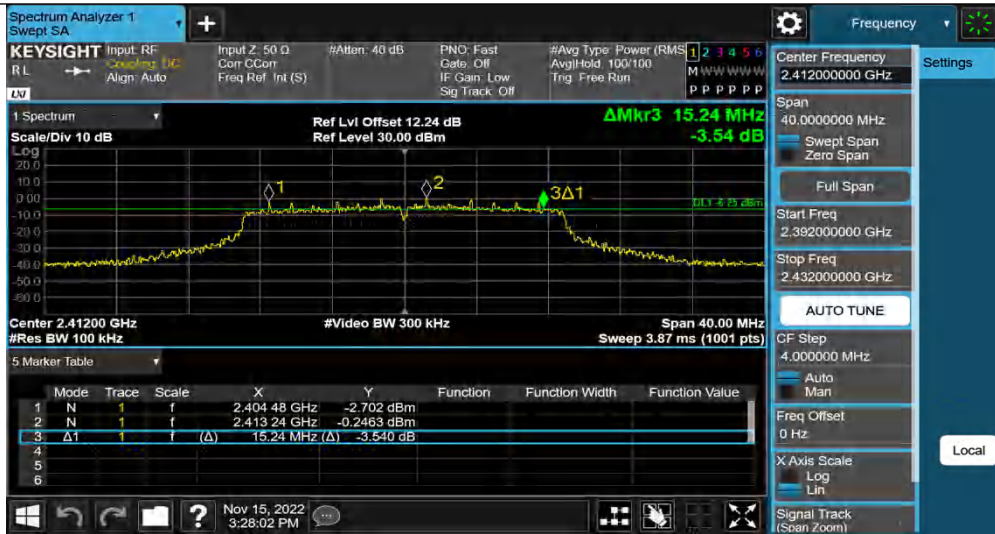 Spectrum Analyzer 1
Swept SA
+
Frequency
KEYSIGHT
RL
LXI
Input: RF
Coupling: DC
Align: Auto
Input Z: 50 Ω
Corr CCorr
Freq Ref: Int (S)
#Atten: 40 dB
PNO: Fast
Gate: Off
IF Gain: Low
Sig Track: Off
#Avg Type: Power (RMS
Avg|Hold: 100/100
Trig: Free Run
1 2 3 4 5 6
M W W W W W
P P P P P P
1 Spectrum
Scale/Div 10 dB
Ref Lvl Offset 12.24 dB
Ref Level 30.00 dBm
ΔMkr3 15.24 MHz
-3.54 dB
Log
20.0
10.0
0.00
-10.0
-20.0
-30.0
-40.0
-50.0
-60.0
1
2
3Δ1
DL1 -6.25 dBm
Center 2.41200 GHz
#Video BW 300 kHz
Span 40.00 MHz
#Res BW 100 kHz
Sweep 3.87 ms (1001 pts)
5 Marker Table
Mode Trace Scale X Y Function Function Width Function Value
1 N 1 f 2.404 48 GHz -2.702 dBm
2 N 1 f 2.413 24 GHz -0.2463 dBm
3 Δ1 1 f (Δ) 15.24 MHz (Δ) -3.540 dB
4
5
6
?
Nov 15, 2022
3:28:02 PM
Center Frequency
2.412000000 GHz
Span
40.0000000 MHz
Swept Span
Zero Span
Full Span
Start Freq
2.392000000 GHz
Stop Freq
2.432000000 GHz
AUTO TUNE
CF Step
4.000000 MHz
Auto
Man
Freq Offset
0 Hz
X Axis Scale
Log
Lin
Signal Track
(Span Zoom)
Settings
Local